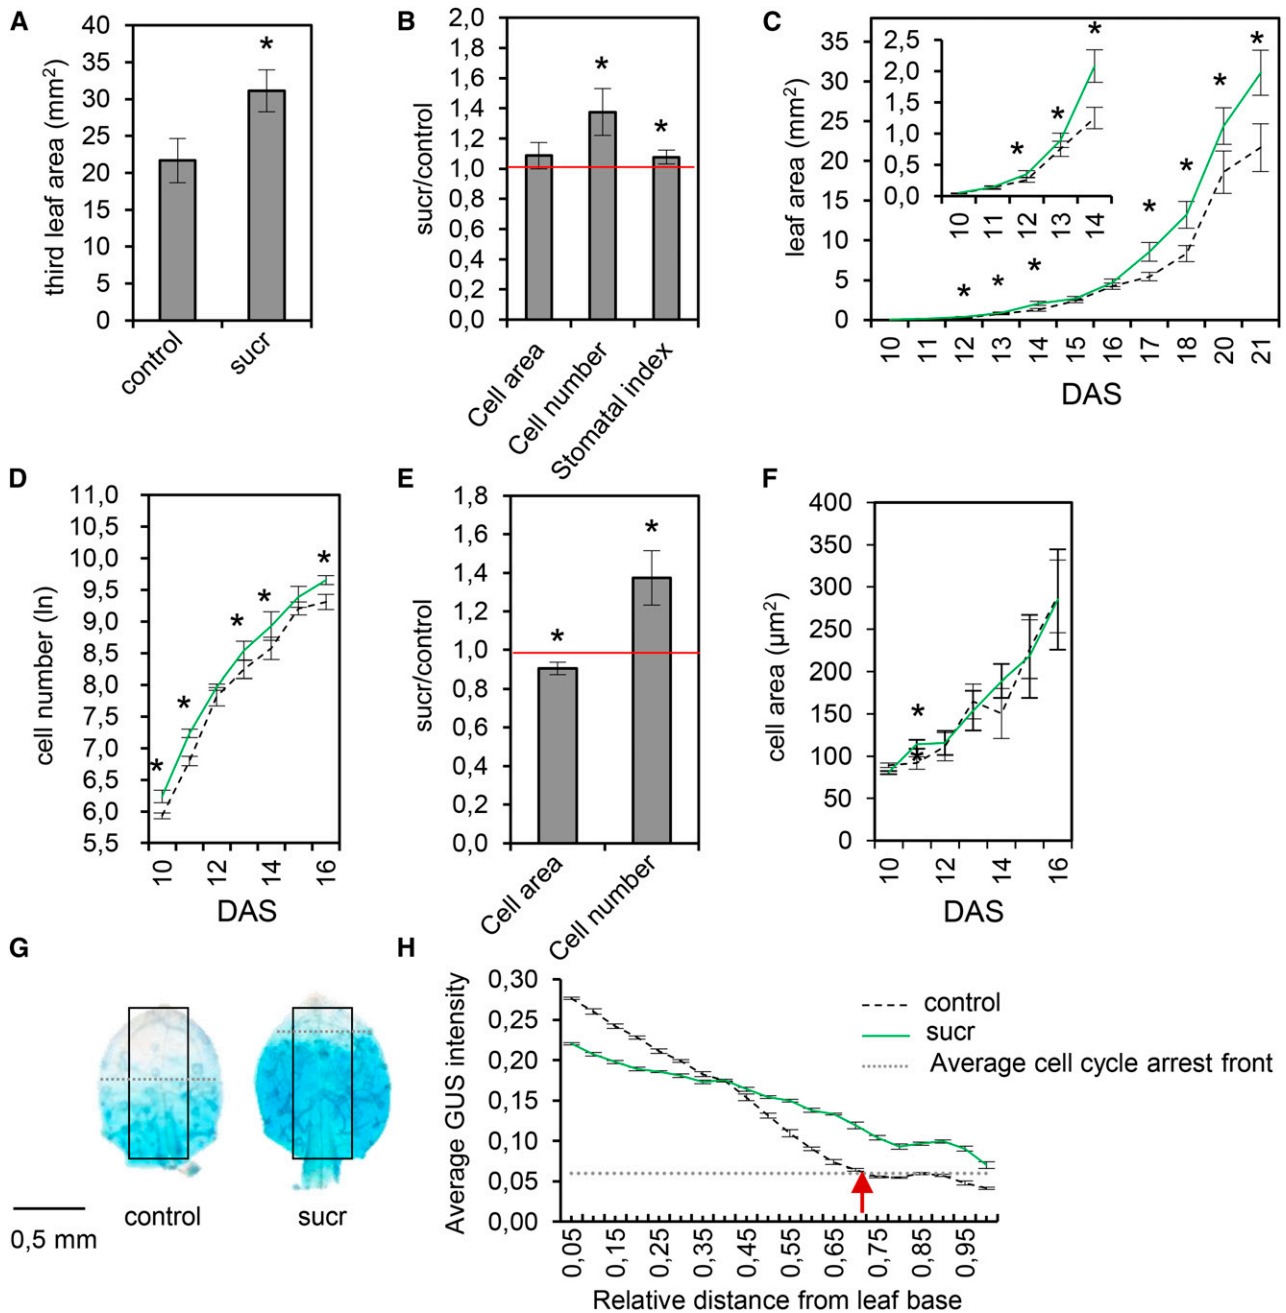 A
third leaf area (mm²)
40
35
30
25
20
15
10
5
0
*
control
sucr
B
sucr/control
2,0
1,8
1,6
1,4
1,2
1,0
0,8
0,6
0,4
0,2
0,0
*
*
Cell area
Cell number
Stomatal index
C
leaf area (mm²)
35
30
25
20
15
10
5
0
2,5
2,0
1,5
1,0
0,5
0,0
* * *
10 11 12 13 14
* * * * * * *
10 11 12 13 14 15 16 17 18 20 21
DAS
D
cell number (ln)
11,0
10,5
10,0
9,5
9,0
8,5
8,0
7,5
7,0
6,5
6,0
5,5
* * * * *
10 12 14 16
DAS
E
sucr/control
1,8
1,6
1,4
1,2
1,0
0,8
0,6
0,4
0,2
0,0
*
*
Cell area
Cell number
F
cell area (µm²)
400
350
300
250
200
150
100
50
0
*
*
10 12 14 16
DAS
G
0,5 mm
control
sucr
H
Average GUS intensity
0,30
0,25
0,20
0,15
0,10
0,05
0,00
0,05 0,15 0,25 0,35 0,45 0,55 0,65 0,75 0,85 0,95
Relative distance from leaf base
control
sucr
Average cell cycle arrest front